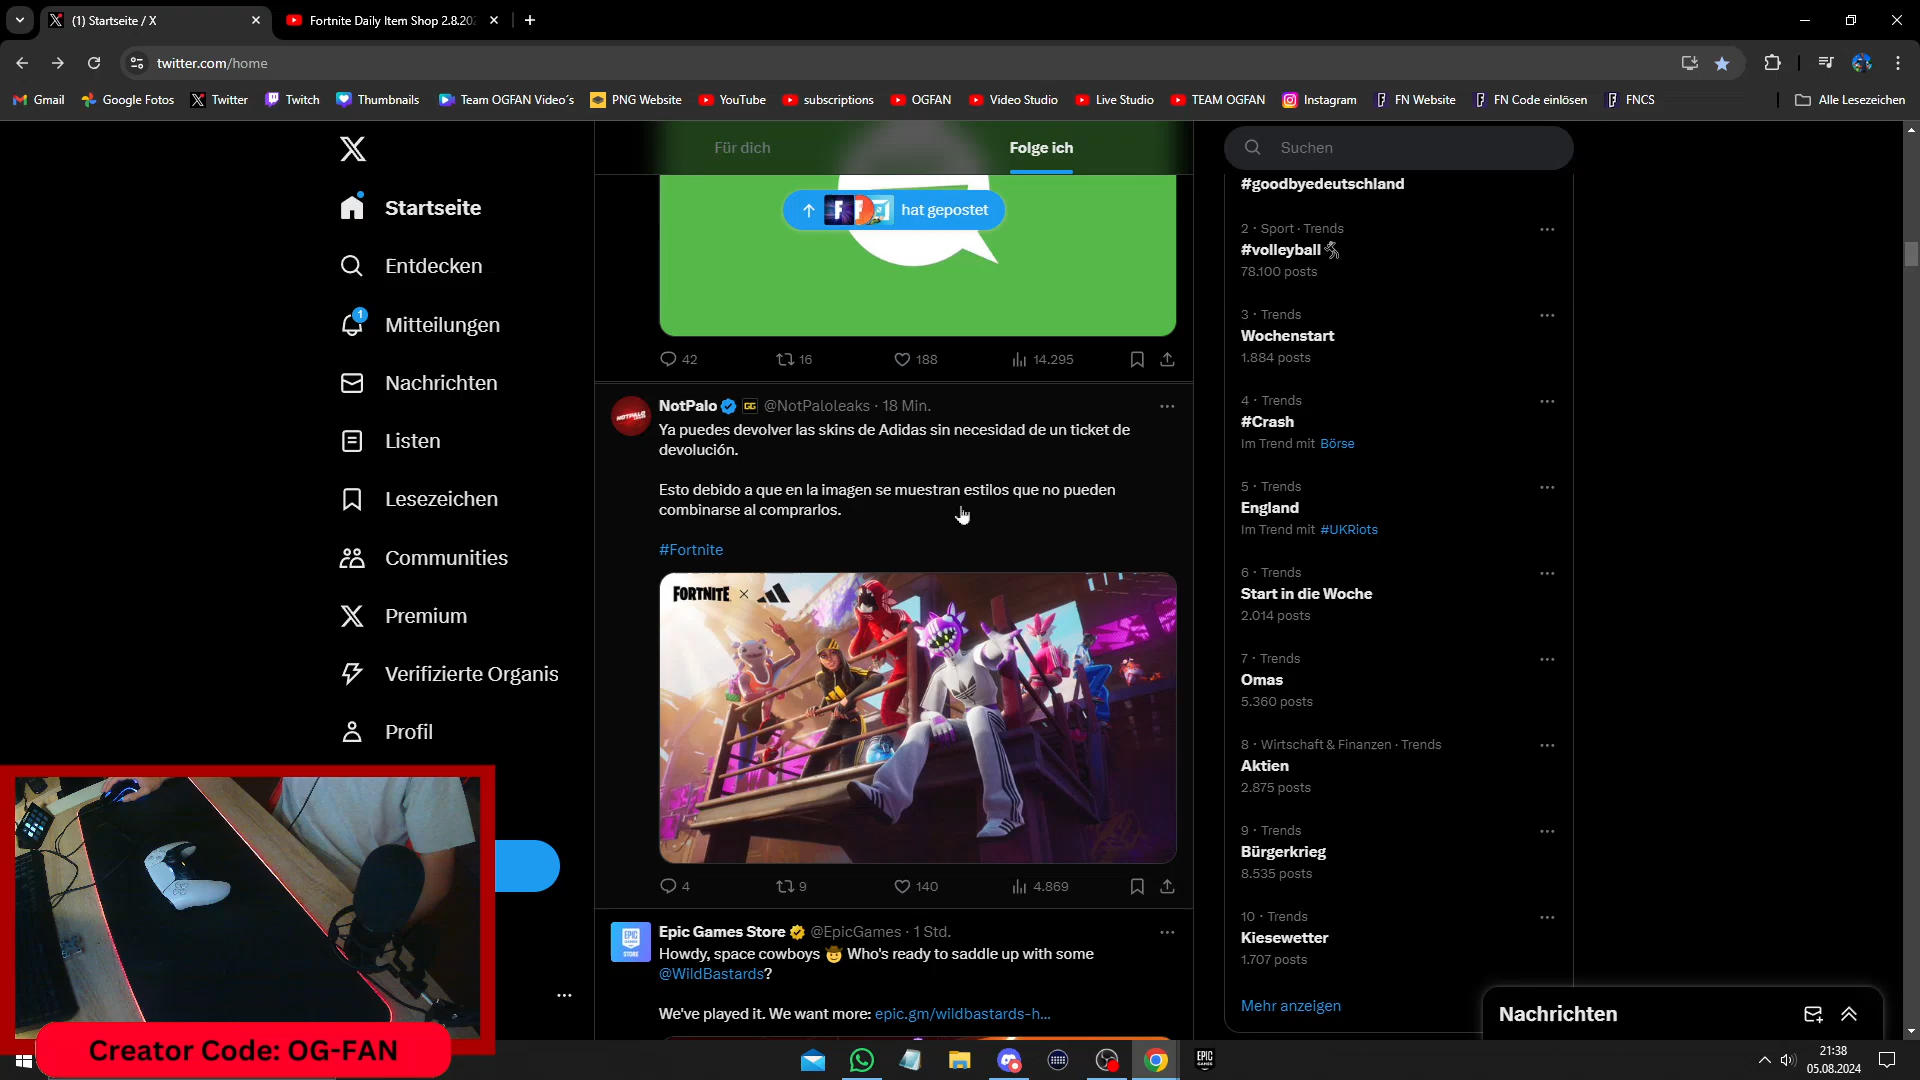 (1) Startseite / X
Fortnite Daily Item Shop 2.8.202
twitter.com/home
Gmail
Google Fotos
Twitter
Twitch
Thumbnails
Team OGFAN Video´s
PNG Website
YouTube
subscriptions
OGFAN
Video Studio
Live Studio
TEAM OGFAN
Instagram
FN Website
FN Code einlösen
FNCS
Alle Lesezeichen
Startseite
Entdecken
1
Mitteilungen
Nachrichten
Listen
Lesezeichen
Communities
Premium
Verifizierte Organis
Profil
Creator Code: OG-FAN
Für dich
Folge ich
hat gepostet
42
16
188
14.295
NotPalo @NotPaloleaks · 18 Min.
Ya puedes devolver las skins de Adidas sin necesidad de un ticket de
devolución.
Esto debido a que en la imagen se muestran estilos que no pueden
combinarse al comprarlos.
#Fortnite
FORTNITE ×
4
9
140
4.869
Epic Games Store @EpicGames · 1 Std.
Howdy, space cowboys 🤠 Who's ready to saddle up with some
@WildBastards?
We've played it. We want more: epic.gm/wildbastards-h...
Suchen
#goodbyedeutschland
2 · Sport · Trends
#volleyball
78.100 posts
3 · Trends
Wochenstart
1.884 posts
4 · Trends
#Crash
Im Trend mit Börse
5 · Trends
England
Im Trend mit #UKRiots
6 · Trends
Start in die Woche
2.014 posts
7 · Trends
Omas
5.360 posts
8 · Wirtschaft & Finanzen · Trends
Aktien
2.875 posts
9 · Trends
Bürgerkrieg
8.535 posts
10 · Trends
Kiesewetter
1.707 posts
Mehr anzeigen
Nachrichten
21:38
05.08.2024